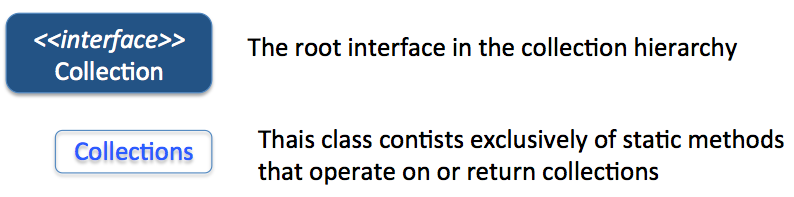 <<interface>>
Collection
The root interface in the collection hierarchy
Collections
Thais class contists exclusively of static methods
that operate on or return collections